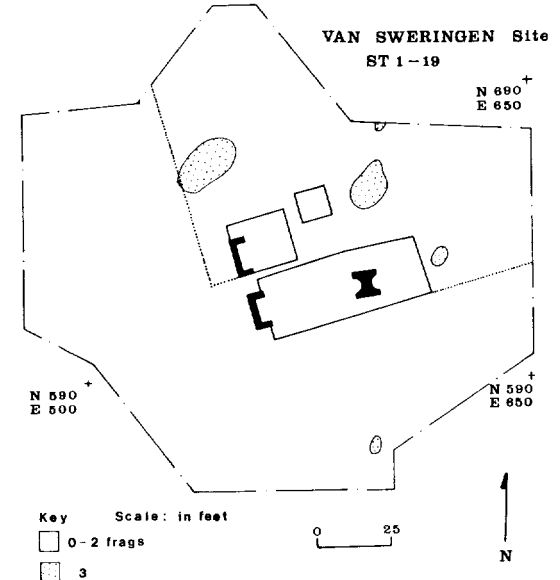 VAN SWERINGEN Site
ST 1-19
N 690
E 650
N 590
E 500
N 590
E 650
Key Scale: in feet
0-2 frags
3
0 25
N